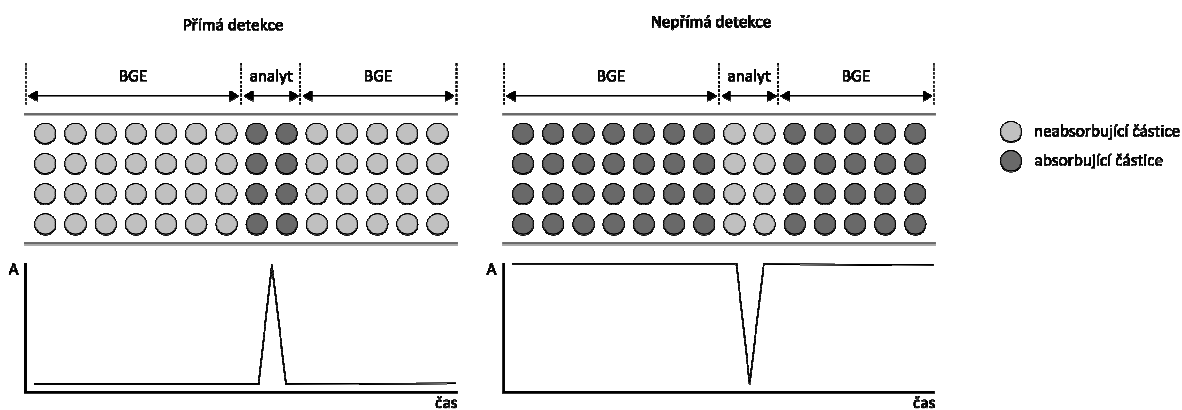 Přímá detekce
BGE
analyt
BGE
A
čas
Nepřímá detekce
BGE
analyt
BGE
A
čas
neabsorbující částice
absorbující částice